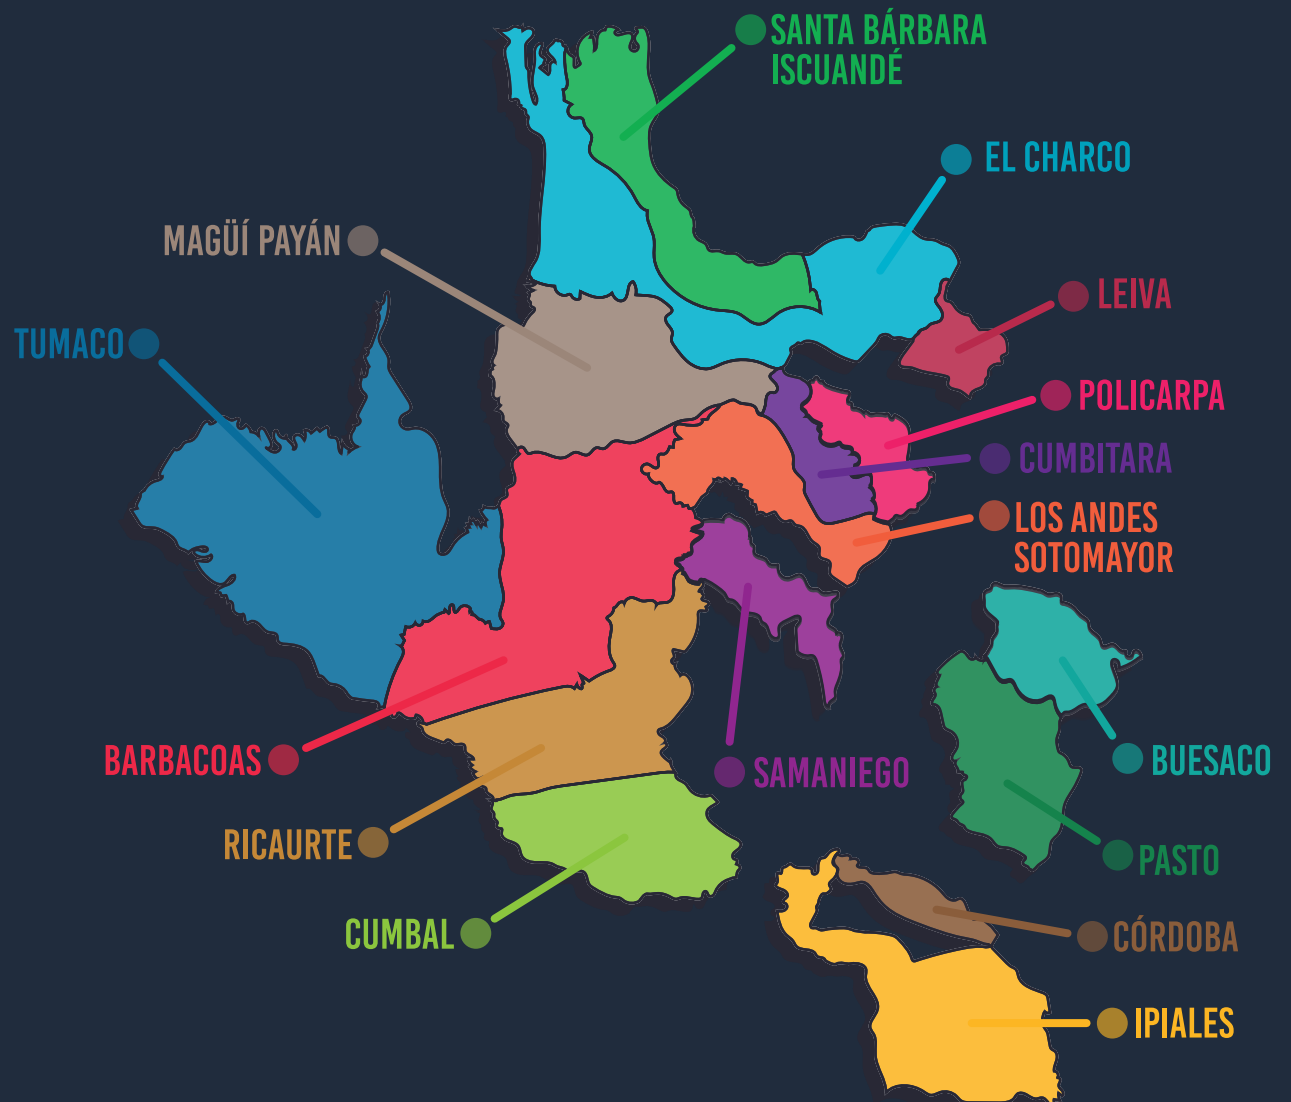 SANTA BÁRBARA
ISCUANDÉ
EL CHARCO
MAGÜÍ PAYÁN
LEIVA
TUMACO
POLICARPA
CUMBITARA
LOS ANDES
SOTOMAYOR
BARBACOAS
SAMANIEGO
BUESACO
RICAURTE
PASTO
CUMBAL
CÓRDOBA
IPIALES